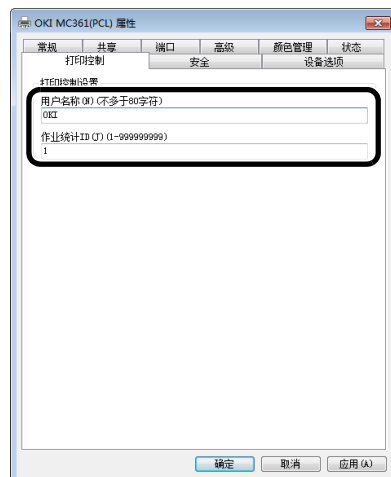 OKI MC361(PCL) 属性
常规 共享 端口 高级 颜色管理 状态
打印控制 安全 设备选项
打印控制设置
用户名称(N)(不多于80字符)
OKI
作业统计ID(J)(1-999999999)
1
确定 取消 应用(A)